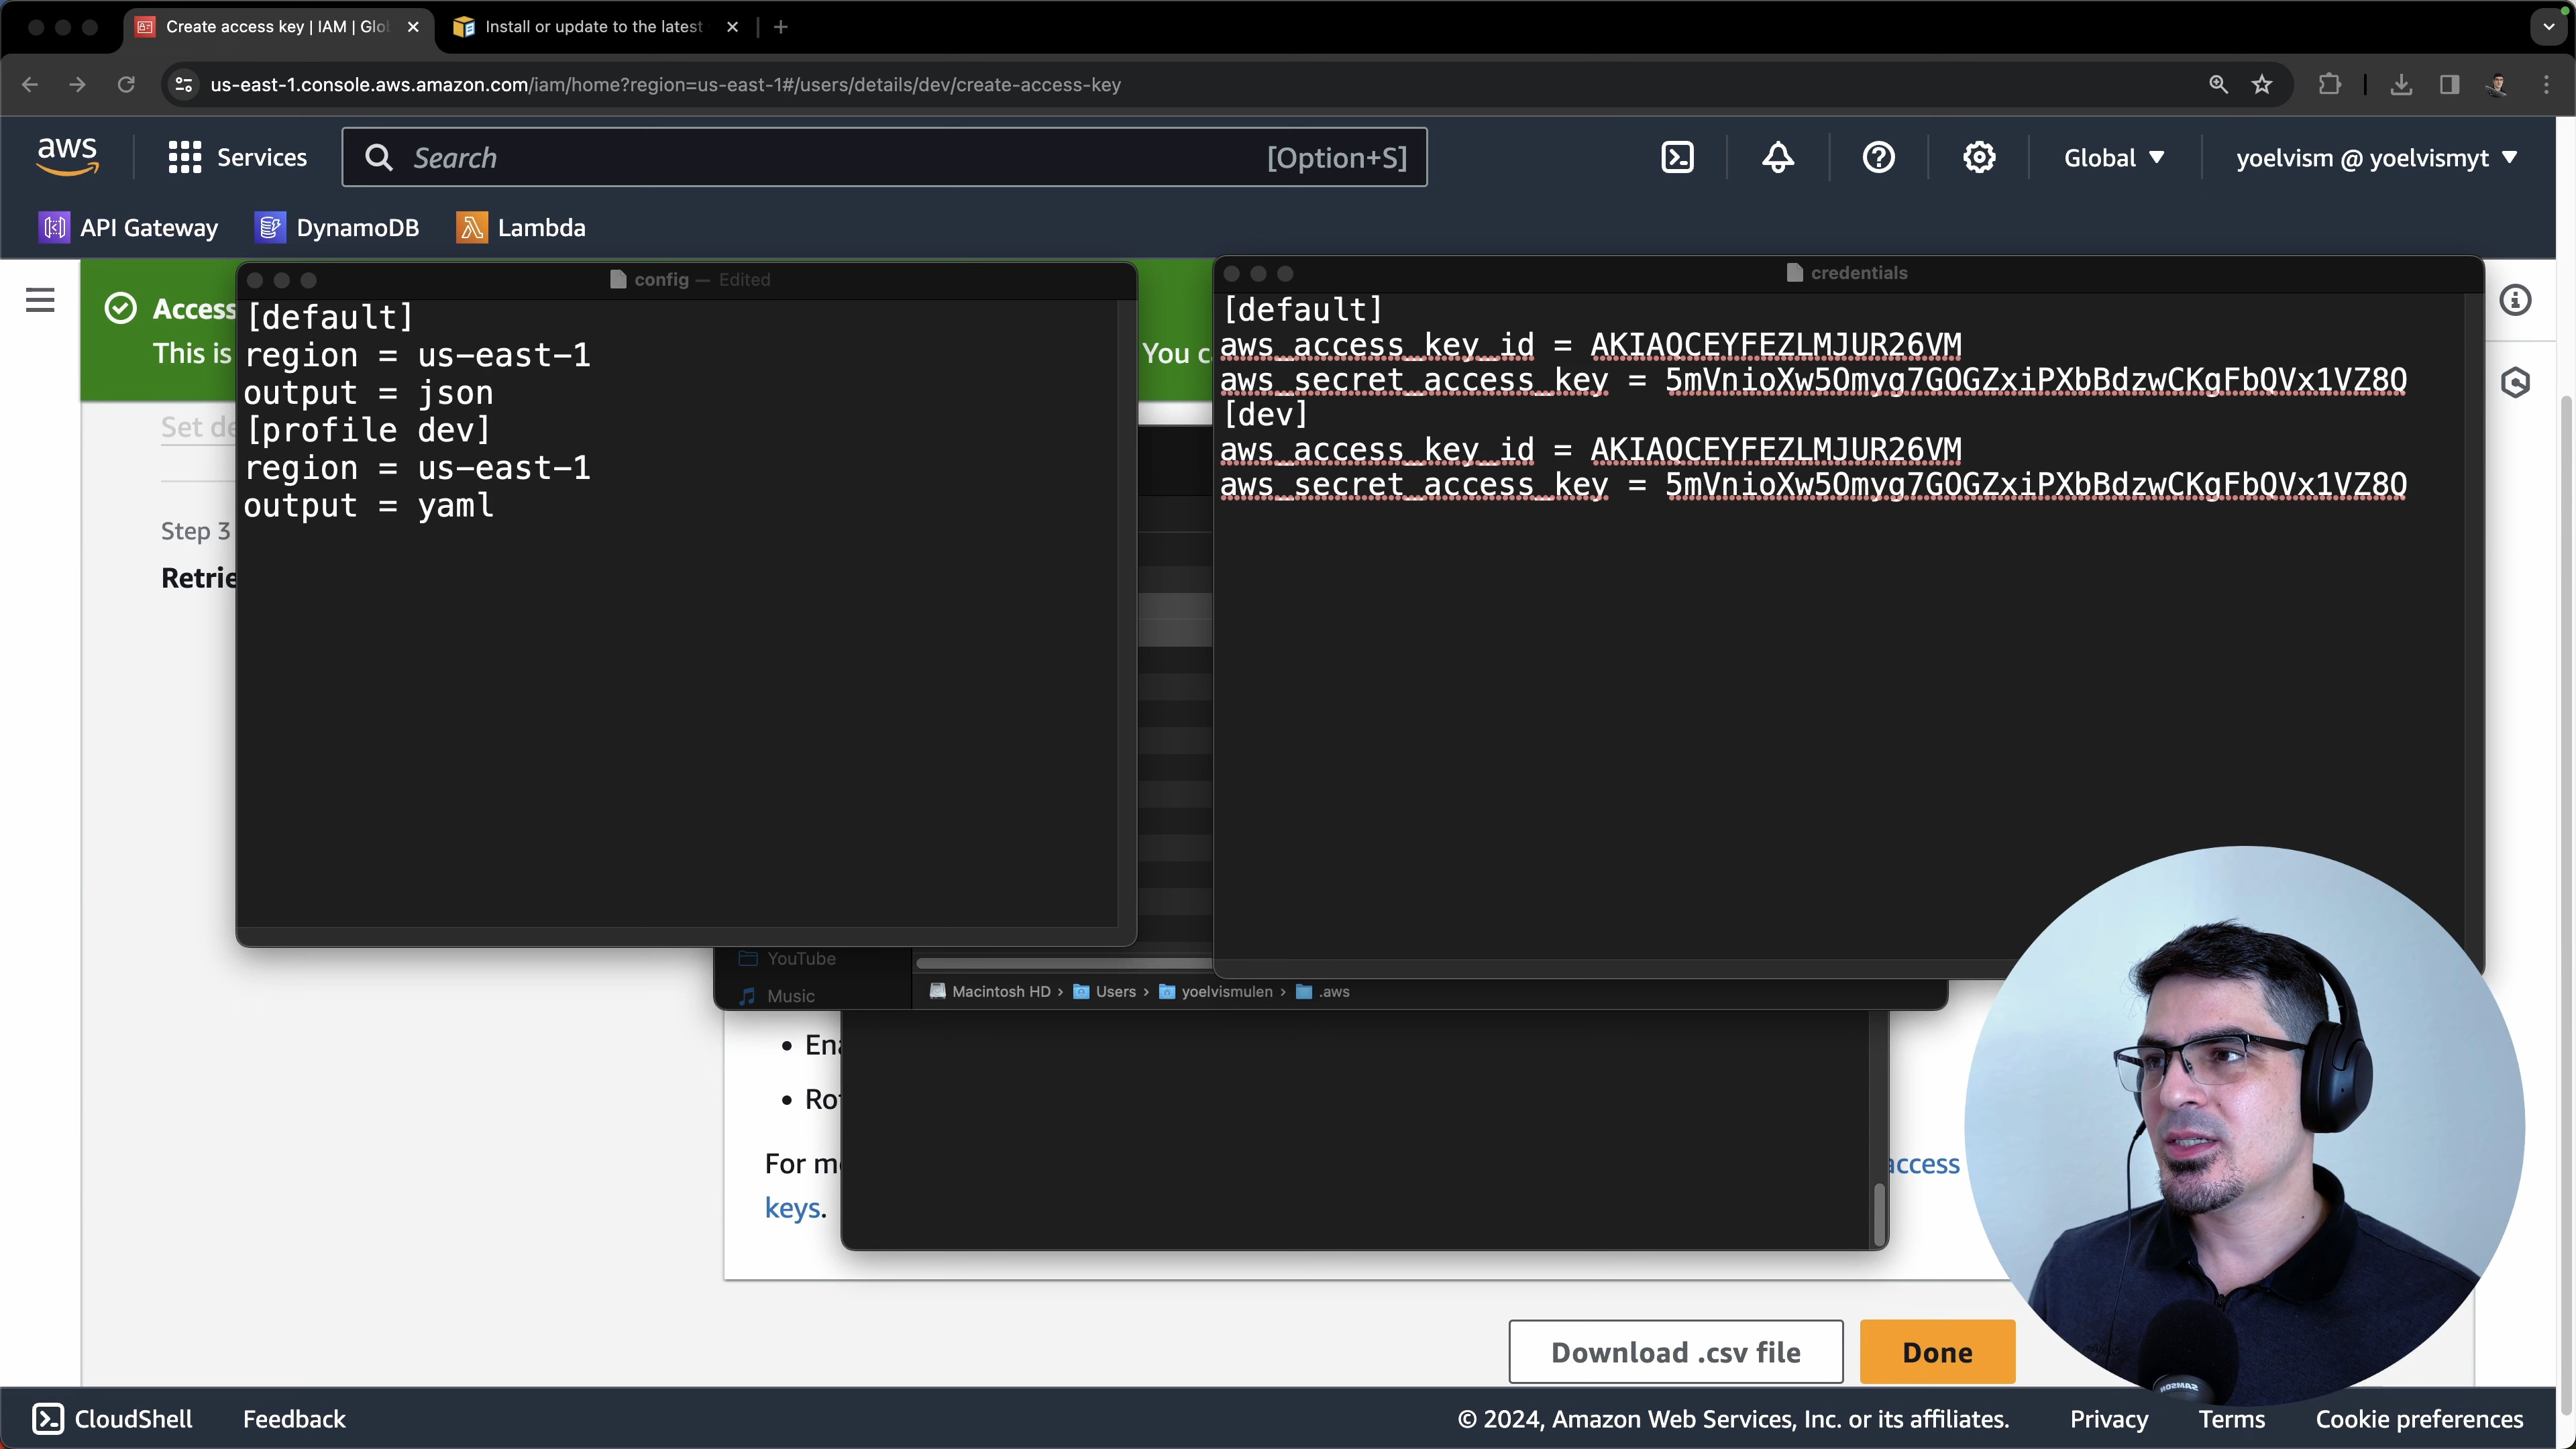 Create access key | IAM | Glo
Install or update to the latest
us-east-1.console.aws.amazon.com/iam/home?region=us-east-1#/users/details/dev/create-access-key
aws
Services
Search
[Option+S]
Global
yoelvism @ yoelvismyt
API Gateway
DynamoDB
Lambda
Access
This is
You c
Set de
Step 3
Retrie
config — Edited
[default]
region = us-east-1
output = json
[profile dev]
region = us-east-1
output = yaml
credentials
[default]
aws_access_key_id = AKIAQCEYFEZLMJUR26VM
aws_secret_access_key = 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
[dev]
aws_access_key_id = AKIAQCEYFEZLMJUR26VM
aws_secret_access_key = 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
YouTube
Music
Macintosh HD › Users › yoelvismulen › .aws
• Ena
• Rot
For mo
access
keys.
Download .csv file
Done
SAMSON
CloudShell
Feedback
© 2024, Amazon Web Services, Inc. or its affiliates.
Privacy
Terms
Cookie preferences